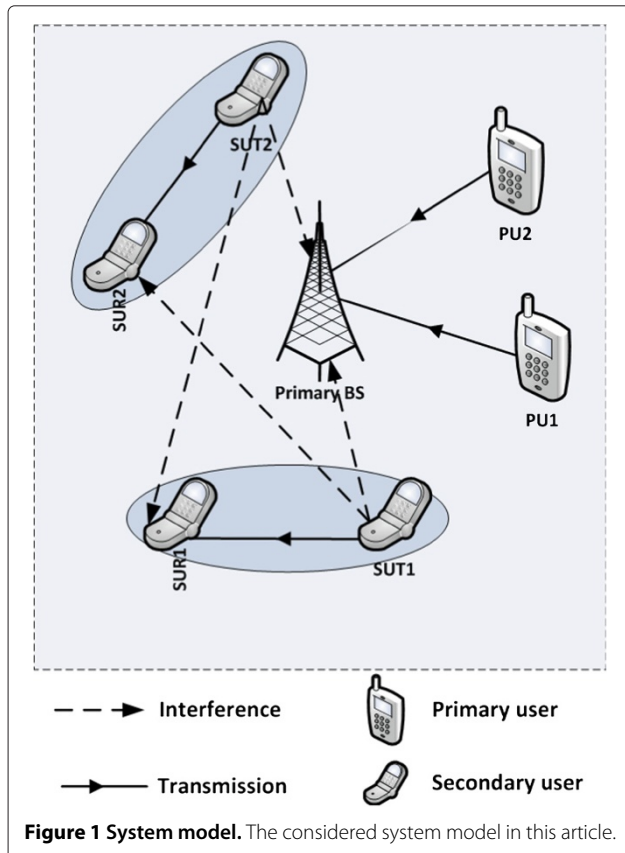 SUT2
PU2
SUR2
Primary BS
PU1
SUR1
SUT1
Interference
Primary user
Transmission
Secondary user
Figure 1 System model. The considered system model in this article.